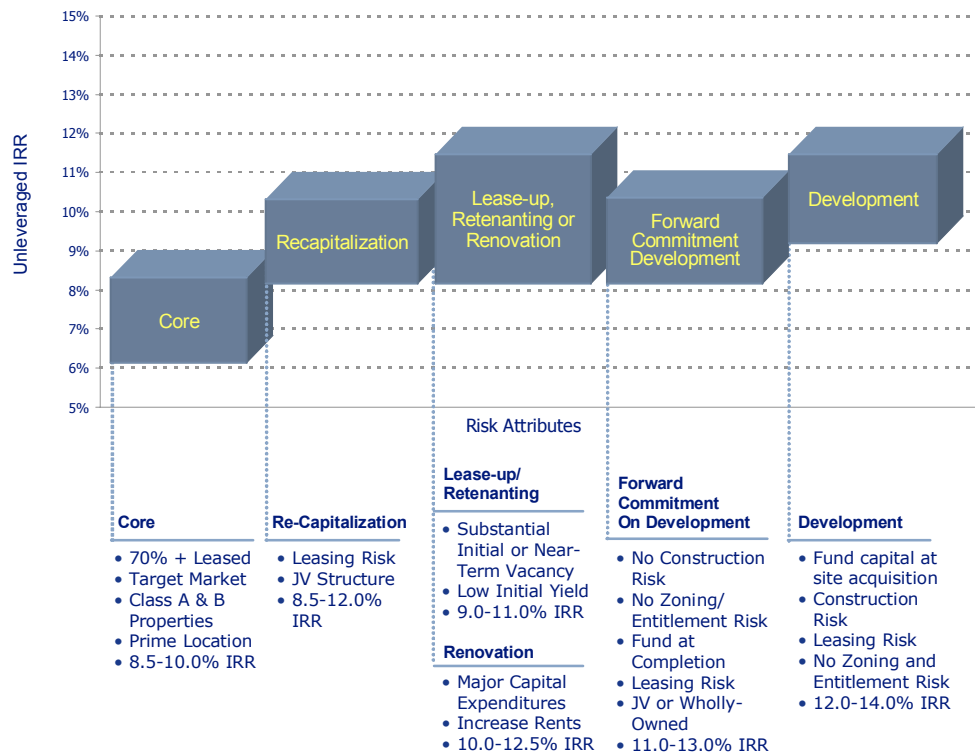 15%
14%
13%
12%
11%
10%
9%
8%
7%
6%
5%
Unleveraged IRR
Core
Recapitalization
Lease-up,
Retenanting or
Renovation
Forward
Commitment
Development
Development
Risk Attributes
Core
• 70% + Leased
• Target Market
• Class A & B
Properties
• Prime Location
• 8.5-10.0% IRR
Re-Capitalization
• Leasing Risk
• JV Structure
• 8.5-12.0%
IRR
Lease-up/
Retenanting
• Substantial
Initial or Near-
Term Vacancy
• Low Initial Yield
• 9.0-11.0% IRR
Renovation
• Major Capital
Expenditures
• Increase Rents
• 10.0-12.5% IRR
Forward
Commitment
On Development
• No Construction
Risk
• No Zoning/
Entitlement Risk
• Fund at
Completion
• Leasing Risk
• JV or Wholly-
Owned
• 11.0-13.0% IRR
Development
• Fund capital at
site acquisition
• Construction
Risk
• Leasing Risk
• No Zoning and
Entitlement Risk
• 12.0-14.0% IRR